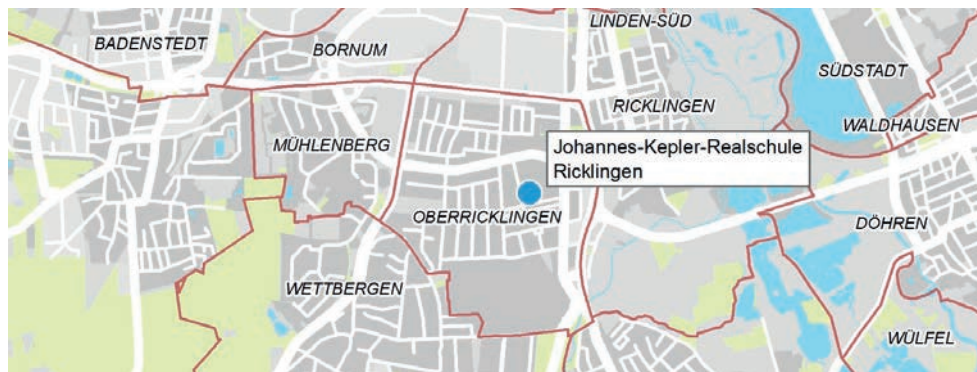 LINDEN-SÜD
BADENSTEDT
BORNUM
SÜDSTADT
RICKLINGEN
WALDHAUSEN
MÜHLENBERG
Johannes-Kepler-Realschule
Ricklingen
OBERRICKLINGEN
DÖHREN
WETTBERGEN
WÜLFEL